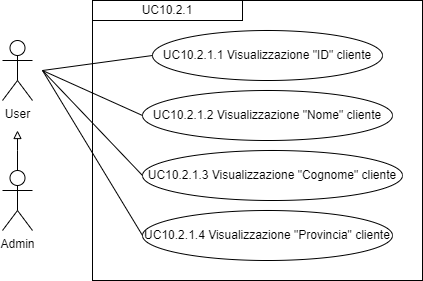 UC10.2.1
UC10.2.1.1 Visualizzazione "ID" cliente
UC10.2.1.2 Visualizzazione "Nome" cliente
User
UC10.2.1.3 Visualizzazione "Cognome" cliente
UC10.2.1.4 Visualizzazione "Provincia" cliente
Admin